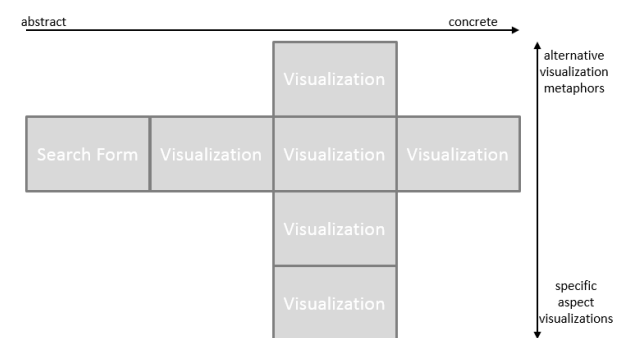 abstract
concrete
alternative
visualization
metaphors
Visualization
Search Form
Visualization
Visualization
Visualization
Visualization
Visualization
specific
aspect
visualizations